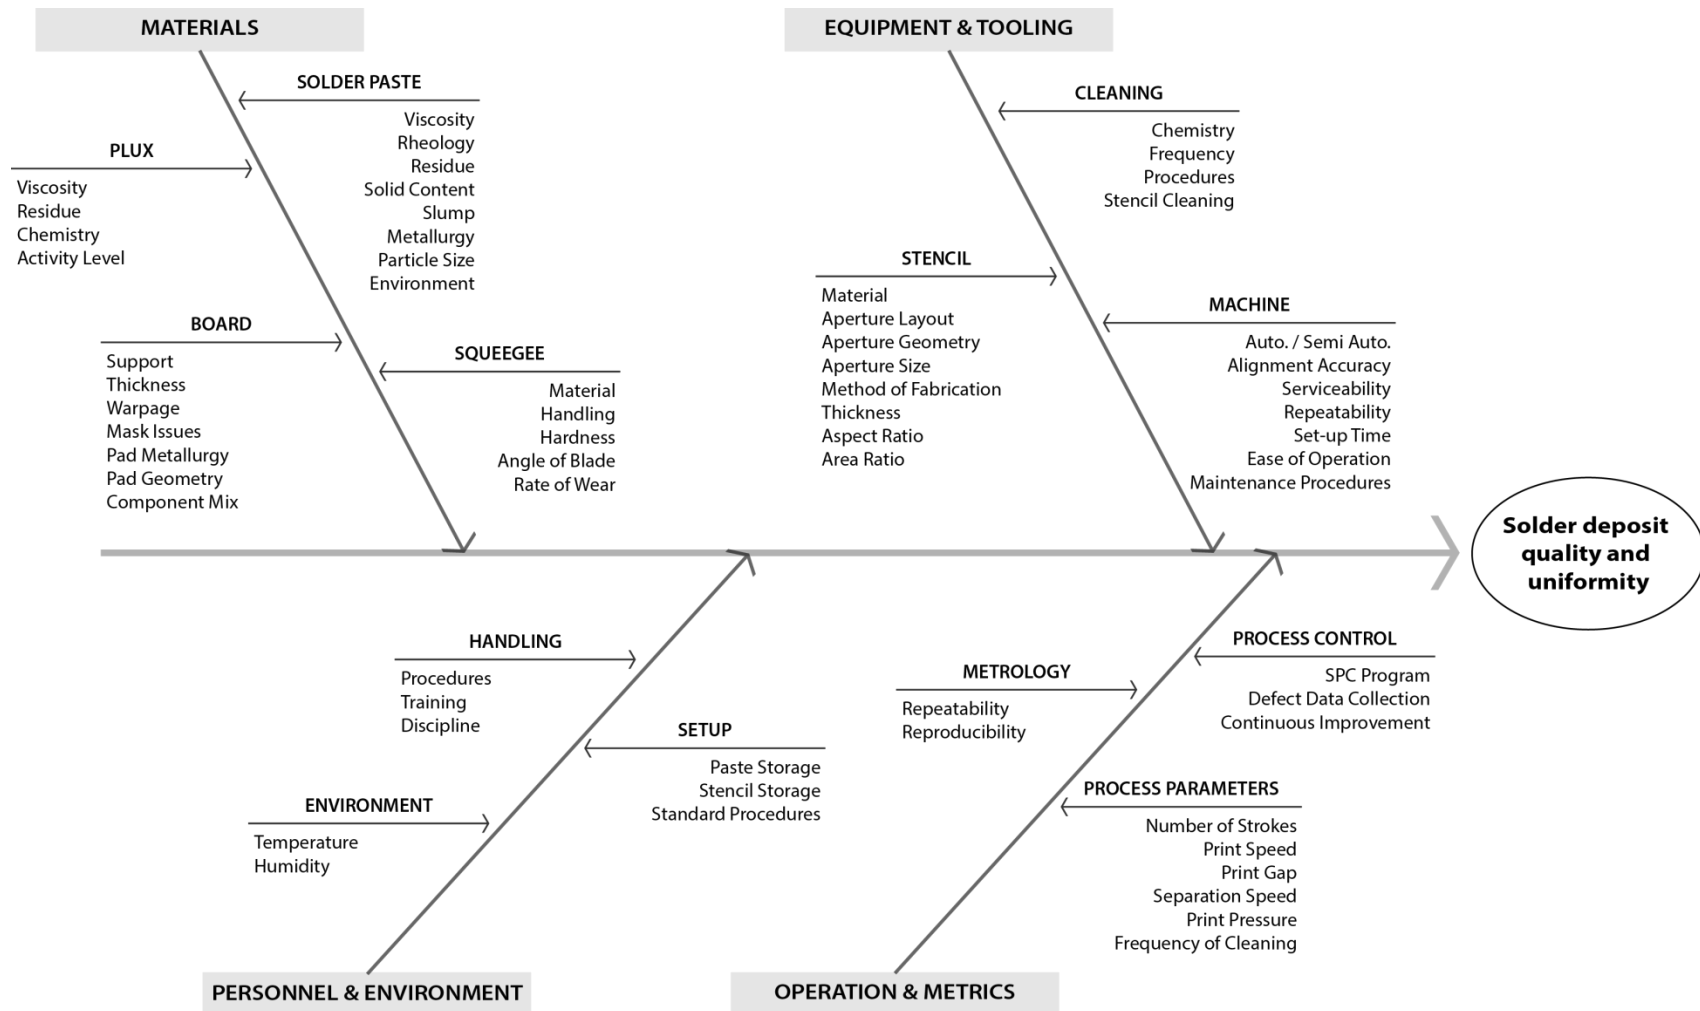 MATERIALS
SOLDER PASTE
Viscosity
Rheology
Residue
Solid Content
Slump
Metallurgy
Particle Size
Environment
PLUX
Viscosity
Residue
Chemistry
Activity Level
BOARD
Support
Thickness
Warpage
Mask Issues
Pad Metallurgy
Pad Geometry
Component Mix
SQUEEGEE
Material
Handling
Hardness
Angle of Blade
Rate of Wear
EQUIPMENT & TOOLING
CLEANING
Chemistry
Frequency
Procedures
Stencil Cleaning
STENCIL
Material
Aperture Layout
Aperture Geometry
Aperture Size
Method of Fabrication
Thickness
Aspect Ratio
Area Ratio
MACHINE
Auto. / Semi Auto.
Alignment Accuracy
Serviceability
Repeatability
Set-up Time
Ease of Operation
Maintenance Procedures
Solder deposit
quality and
uniformity
HANDLING
Procedures
Training
Discipline
SETUP
Paste Storage
Stencil Storage
Standard Procedures
ENVIRONMENT
Temperature
Humidity
PERSONNEL & ENVIRONMENT
PROCESS CONTROL
SPC Program
Defect Data Collection
Continuous Improvement
METROLOGY
Repeatability
Reproducibility
PROCESS PARAMETERS
Number of Strokes
Print Speed
Print Gap
Separation Speed
Print Pressure
Frequency of Cleaning
OPERATION & METRICS